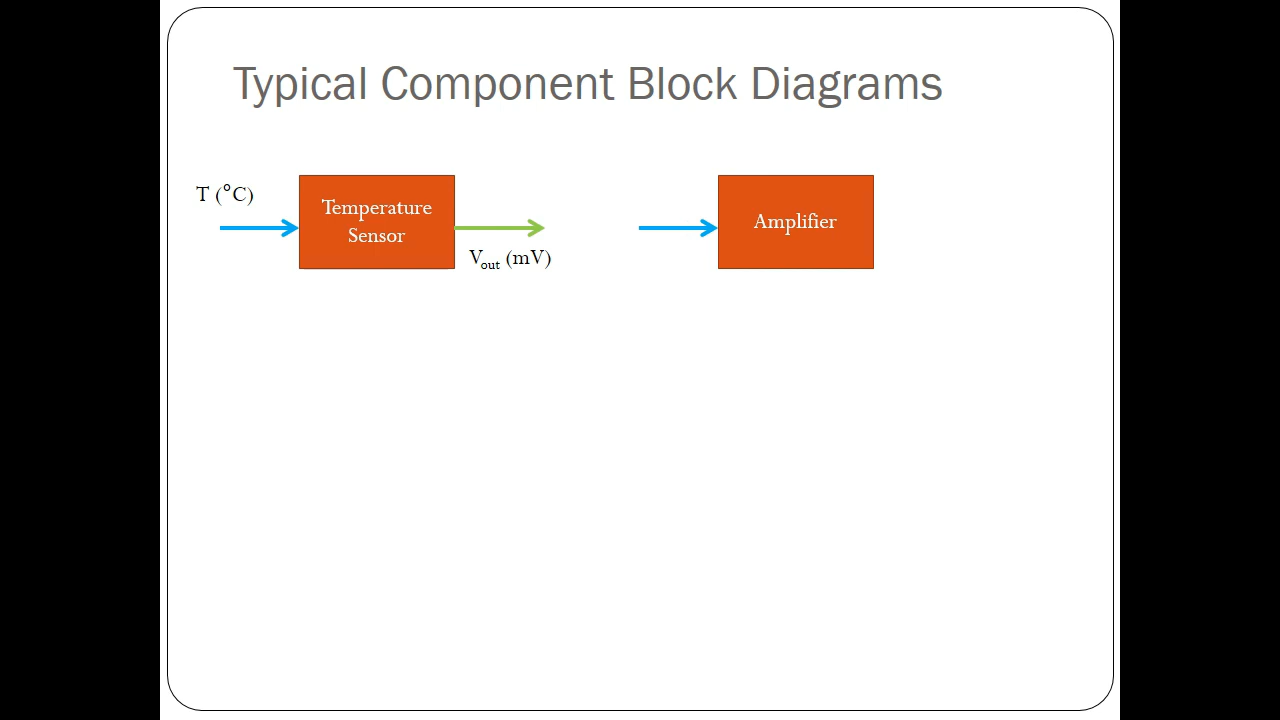 Typical Component Block Diagrams
T (°C)
Temperature
Sensor
Vout (mV)
Amplifier